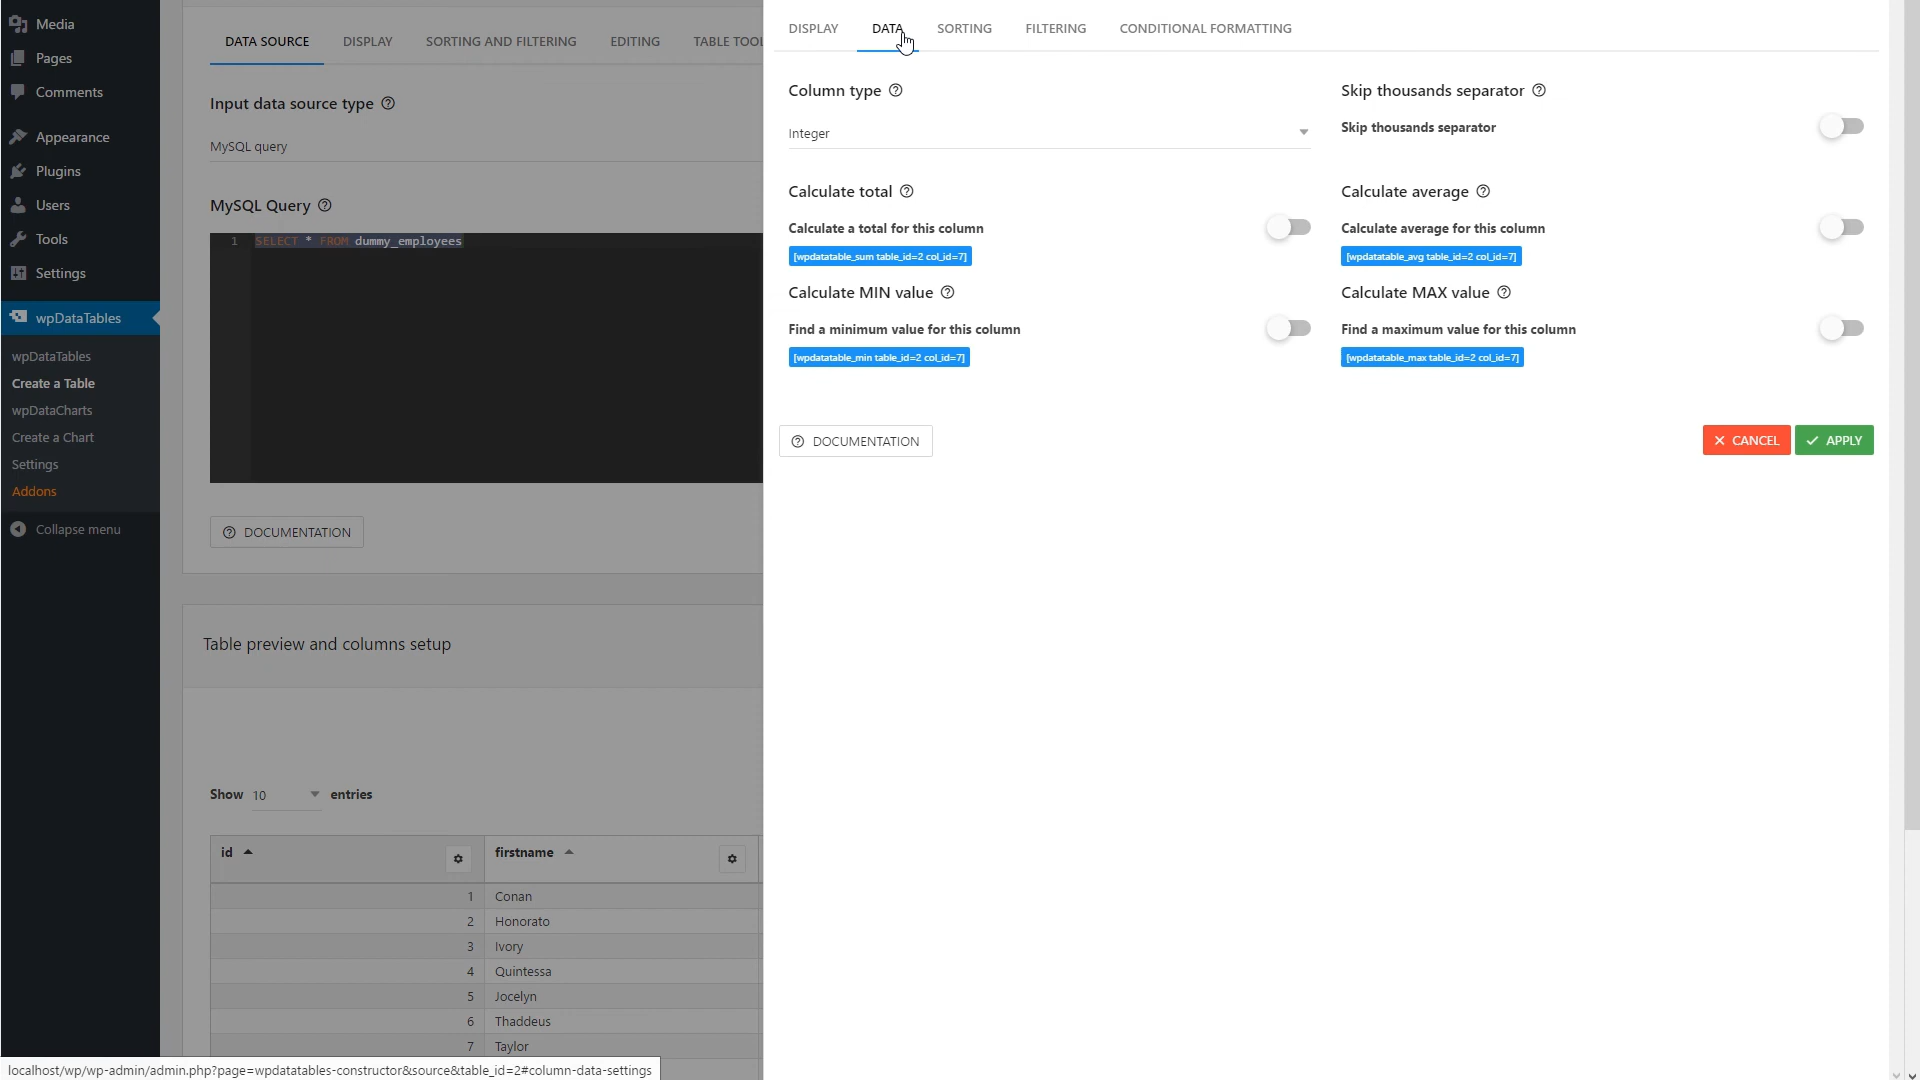 Media
Pages
Comments
Appearance
Plugins
Users
Tools
Settings
wpDataTables
wpDataTables
Create a Table
wpDataCharts
Create a Chart
Settings
Addons
Collapse menu
DATA SOURCE DISPLAY SORTING AND FILTERING EDITING TABLE TOOL
Input data source type
MySQL query
MySQL Query
1 SELECT * FROM dummy_employees
DOCUMENTATION
Table preview and columns setup
Show 10 entries
id firstname
1 Conan
2 Honorato
3 Ivory
4 Quintessa
5 Jocelyn
6 Thaddeus
7 Taylor
DISPLAY DATA SORTING FILTERING CONDITIONAL FORMATTING
Column type
Integer
Skip thousands separator
Skip thousands separator
Calculate total
Calculate a total for this column
[wpdatatable_sum table_id=2 col_id=7]
Calculate average
Calculate average for this column
[wpdatatable_avg table_id=2 col_id=7]
Calculate MIN value
Find a minimum value for this column
[wpdatatable_min table_id=2 col_id=7]
Calculate MAX value
Find a maximum value for this column
[wpdatatable_max table_id=2 col_id=7]
DOCUMENTATION
CANCEL APPLY
localhost/wp/wp-admin/admin.php?page=wpdatatables-constructor&source&table_id=2#column-data-settings